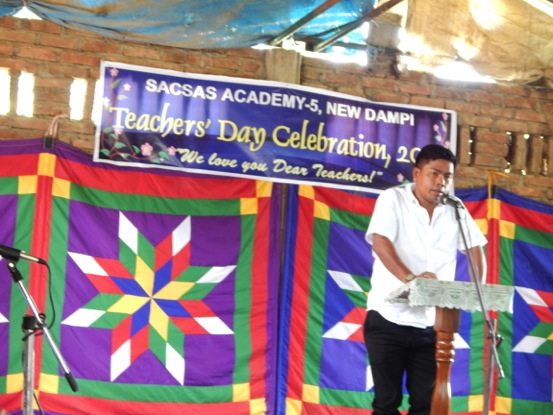 SACSAS ACADEMY-5, NEW DAMPI
Teachers' Day Celebration, 20
"We love you Dear Teachers!"